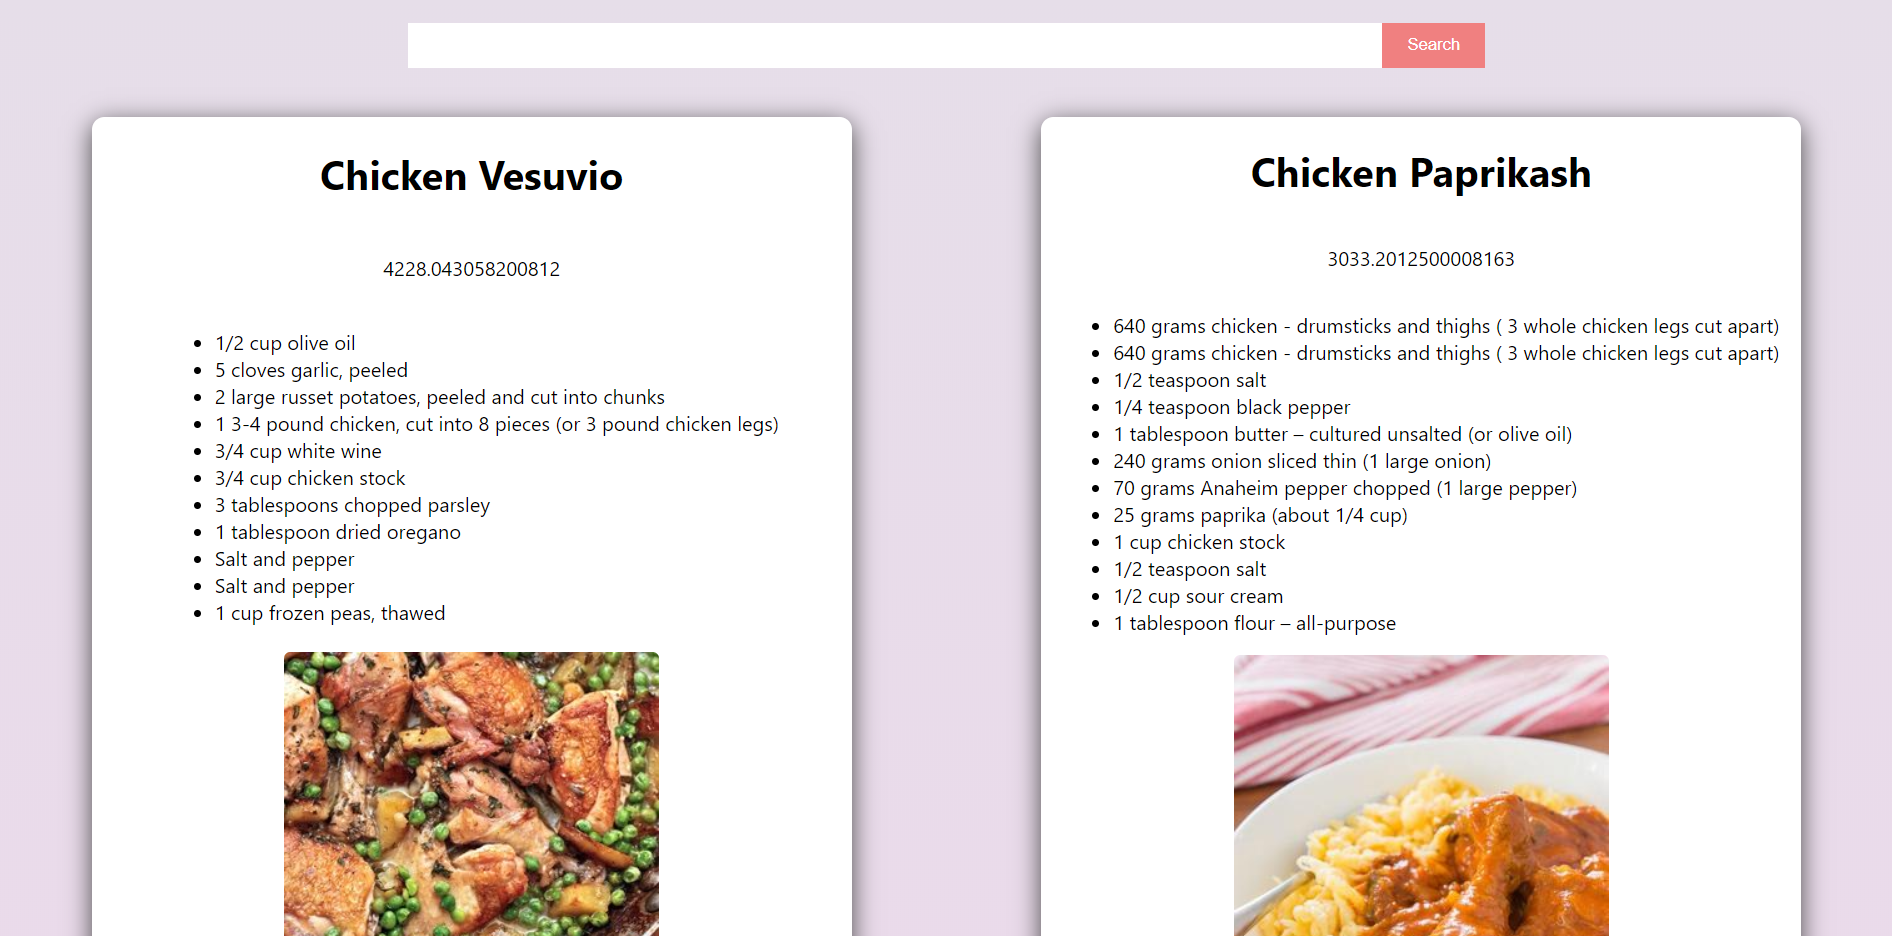 Search
Chicken Vesuvio
4228.043058200812
1/2 cup olive oil
5 cloves garlic, peeled
2 large russet potatoes, peeled and cut into chunks
1 3-4 pound chicken, cut into 8 pieces (or 3 pound chicken legs)
3/4 cup white wine
3/4 cup chicken stock
3 tablespoons chopped parsley
1 tablespoon dried oregano
Salt and pepper
Salt and pepper
1 cup frozen peas, thawed
Chicken Paprikash
3033.2012500008163
640 grams chicken - drumsticks and thighs ( 3 whole chicken legs cut apart)
640 grams chicken - drumsticks and thighs ( 3 whole chicken legs cut apart)
1/2 teaspoon salt
1/4 teaspoon black pepper
1 tablespoon butter – cultured unsalted (or olive oil)
240 grams onion sliced thin (1 large onion)
70 grams Anaheim pepper chopped (1 large pepper)
25 grams paprika (about 1/4 cup)
1 cup chicken stock
1/2 teaspoon salt
1/2 cup sour cream
1 tablespoon flour – all-purpose